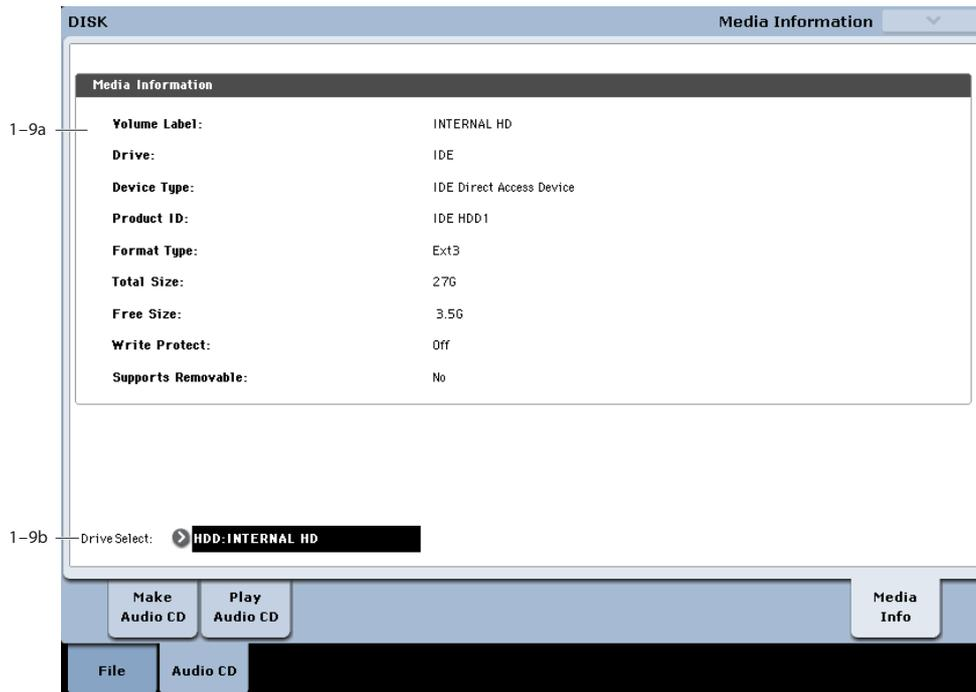 DISK
Media Information
Media Information
1–9a
Volume Label: INTERNAL HD
Drive: IDE
Device Type: IDE Direct Access Device
Product ID: IDE HDD1
Format Type: Ext3
Total Size: 27G
Free Size: 3.5G
Write Protect: Off
Supports Removable: No
1–9b
Drive Select: HDD:INTERNAL HD
Make Audio CD
Play Audio CD
Media Info
File
Audio CD